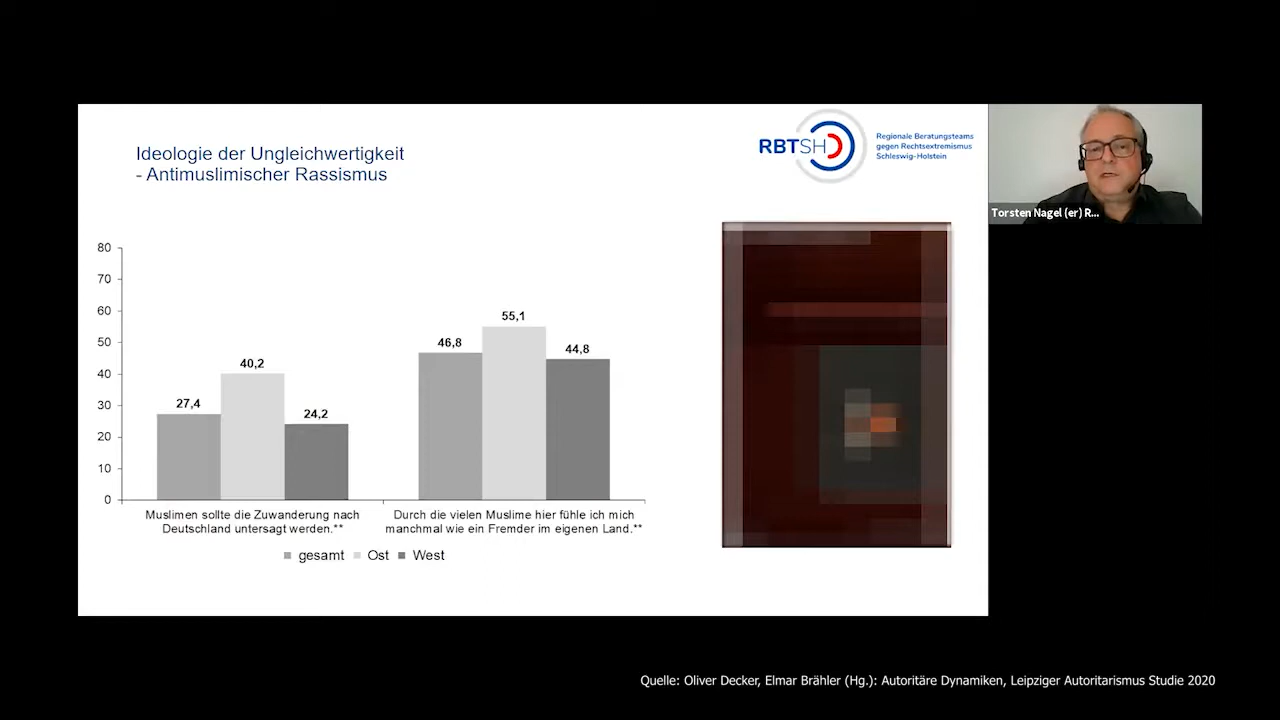 Ideologie der Ungleichwertigkeit
- Antimuslimischer Rassismus
RBTSH
Regionale Beratungsteams
gegen Rechtsextremismus
Schleswig-Holstein
Torsten Nagel (er) R...
80
70
60
50
40
30
20
10
0
27,4
40,2
24,2
46,8
55,1
44,8
Muslimen sollte die Zuwanderung nach
Deutschland untersagt werden.**
Durch die vielen Muslime hier fühle ich mich
manchmal wie ein Fremder im eigenen Land.**
gesamt Ost West
Quelle: Oliver Decker, Elmar Brähler (Hg.): Autoritäre Dynamiken, Leipziger Autoritarismus Studie 2020